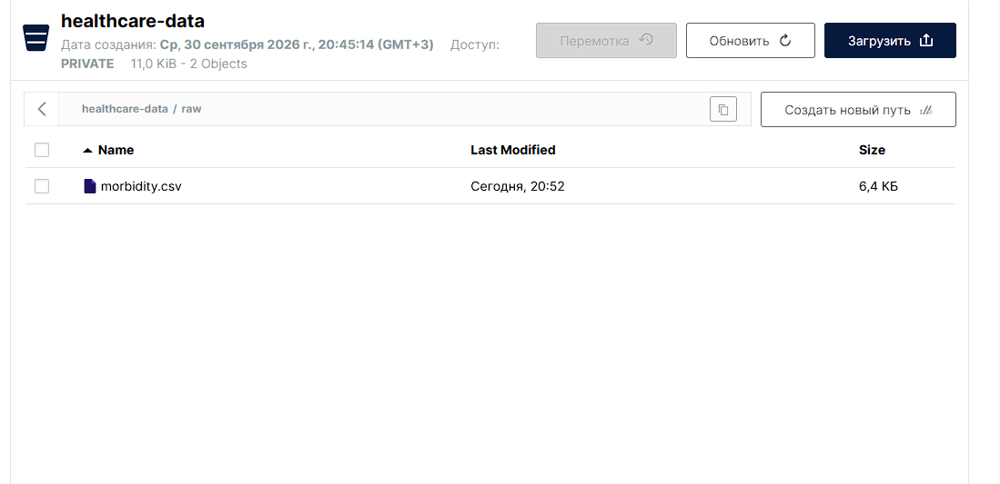 healthcare-data
Дата создания: Ср, 30 сентября 2026 г., 20:45:14 (GMT+3) Доступ:
PRIVATE 11,0 KiB - 2 Objects
Перемотка
Обновить
Загрузить
healthcare-data / raw
Создать новый путь
Name Last Modified Size
morbidity.csv Сегодня, 20:52 6,4 КБ